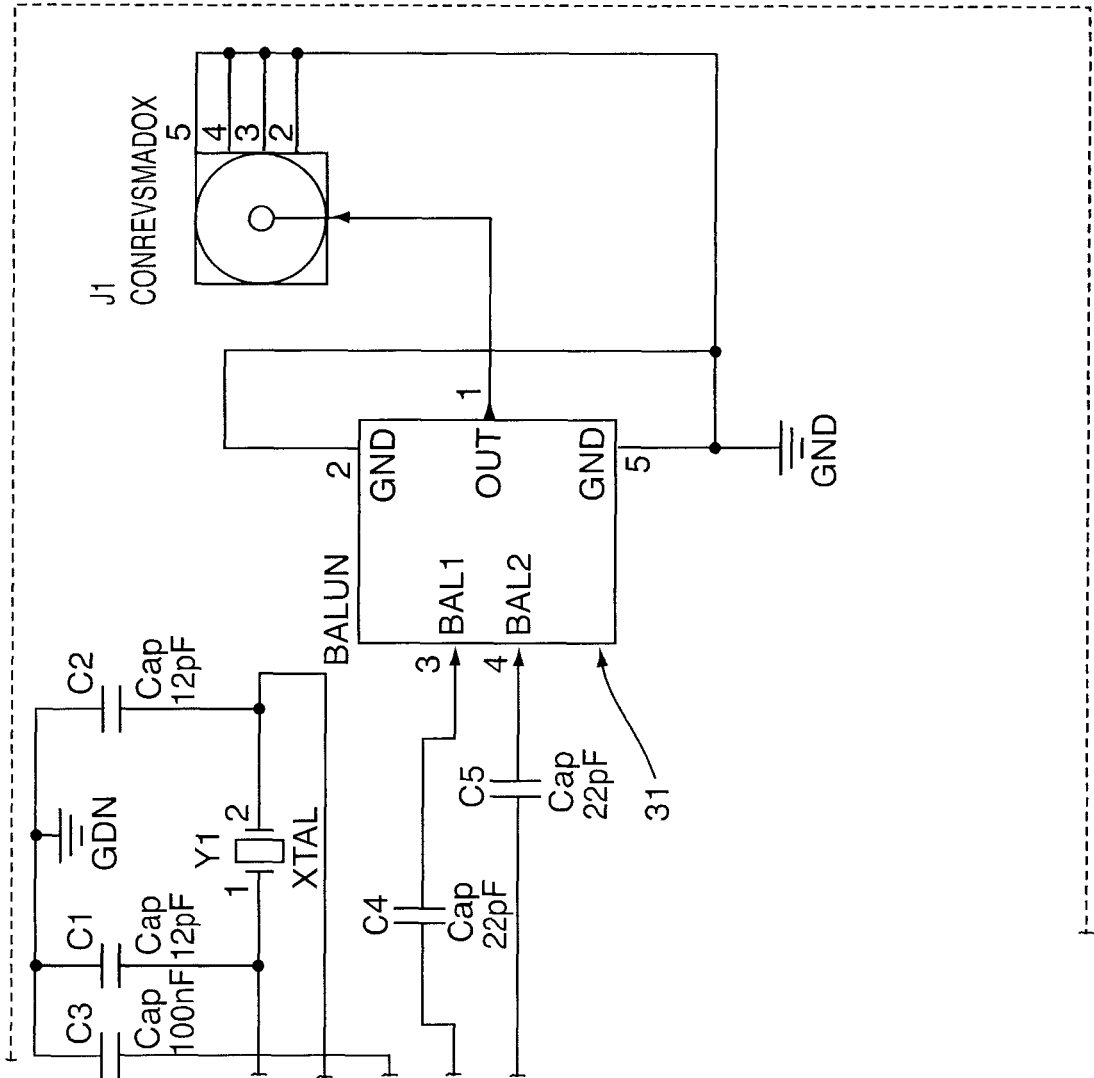 J1
CONREVSMADOX
5
4
3
2
1
2
GND
OUT
GND
5
GND
BALUN
BAL1
BAL2
3
4
C2
Cap
12pF
GDN
Y1
2
1
XTAL
C1
Cap
12pF
C3
Cap
100nF
C5
Cap
22pF
C4
Cap
22pF
31